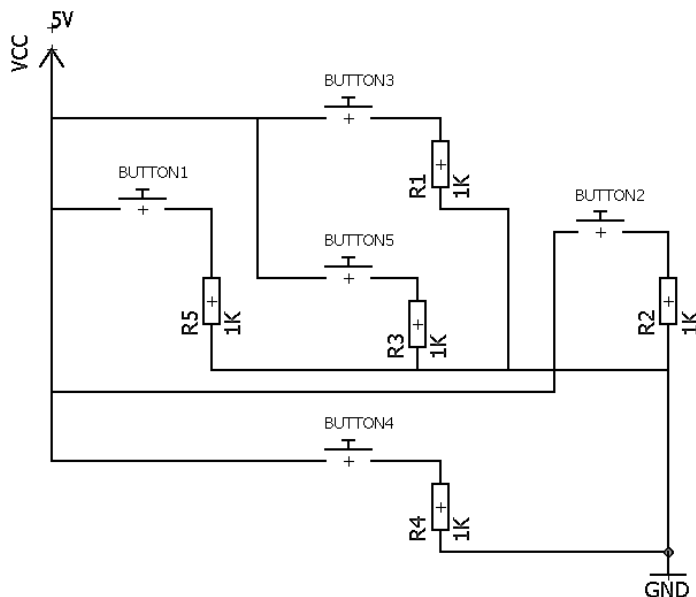 5V
VCC
BUTTON3
R1
1K
BUTTON1
BUTTON2
BUTTON5
R5
1K
R3
1K
R2
1K
BUTTON4
R4
1K
GND